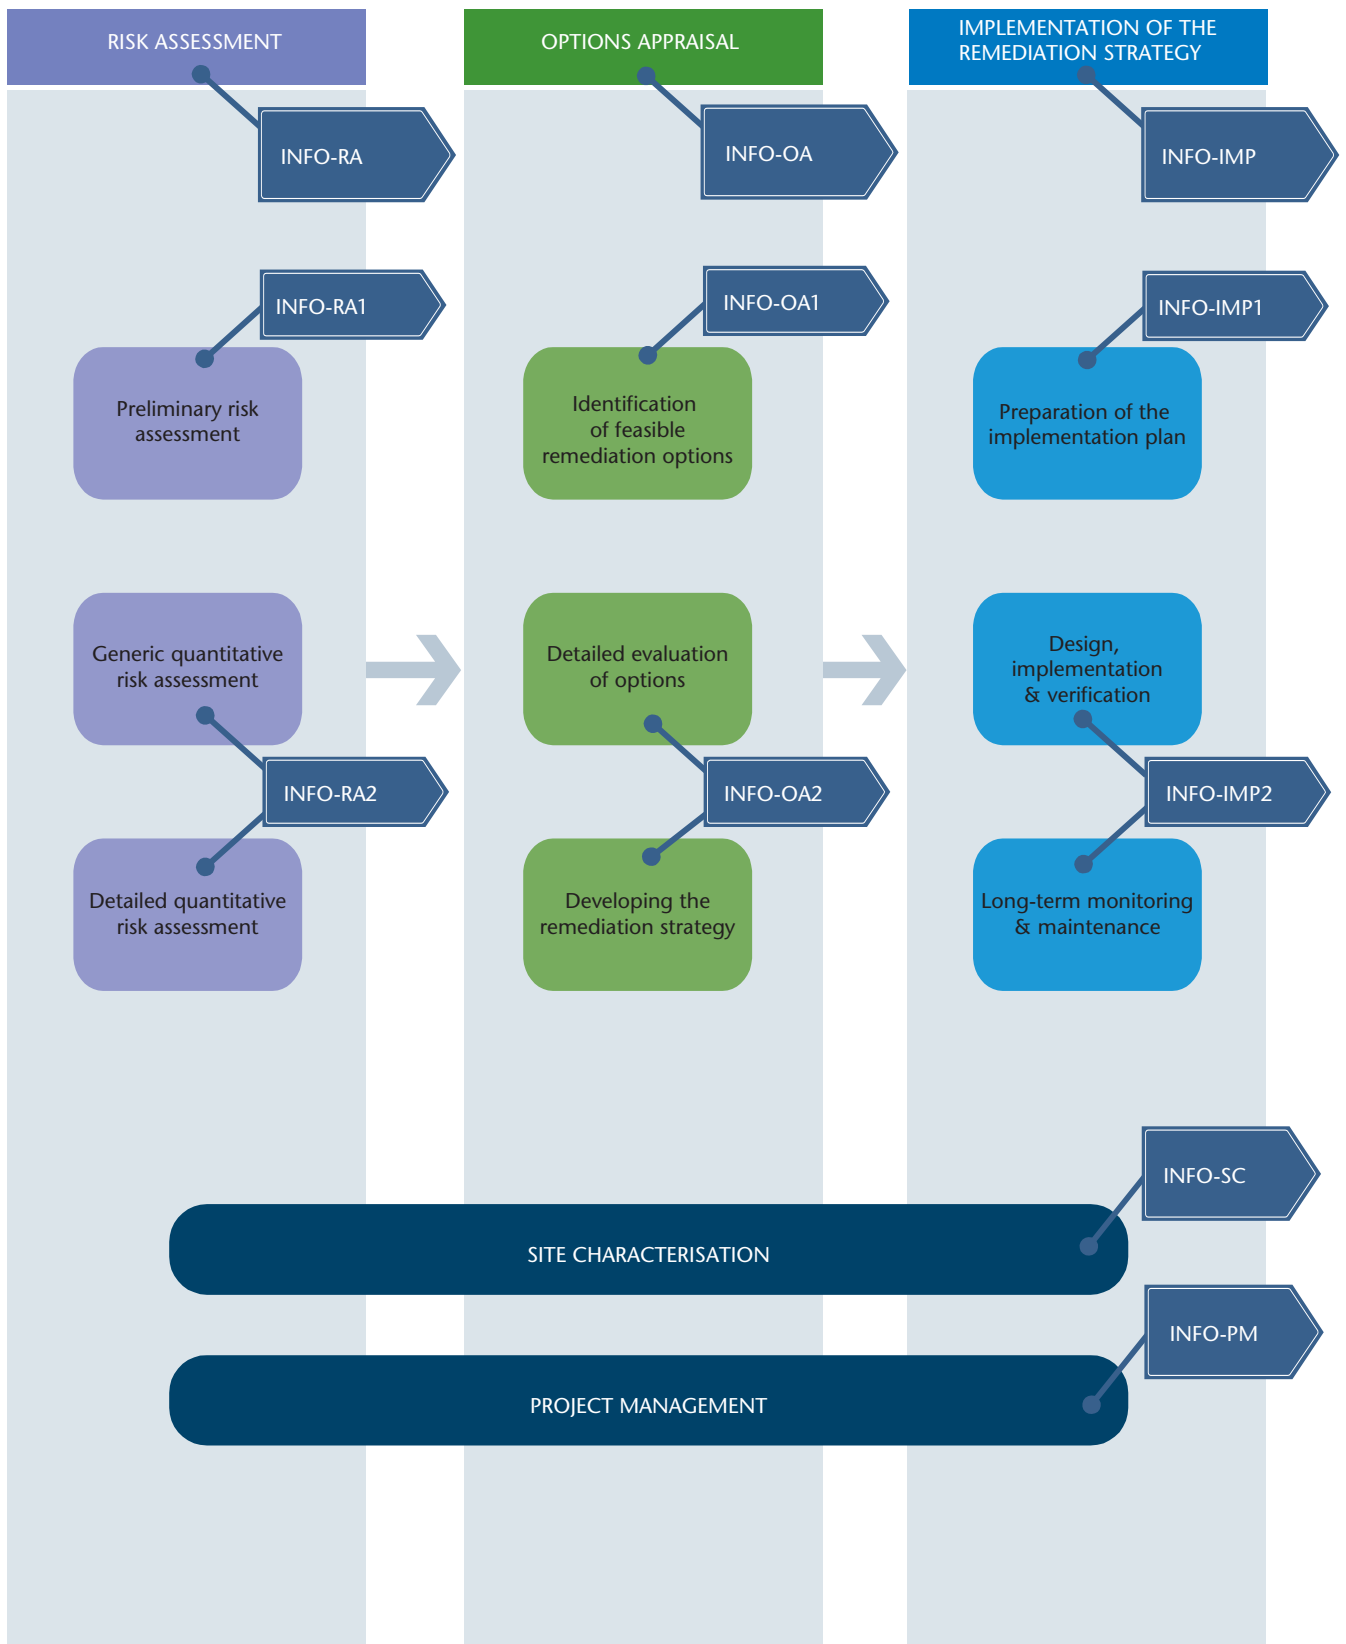 RISK ASSESSMENT
INFO-RA
INFO-RA1
Preliminary risk
assessment
Generic quantitative
risk assessment
INFO-RA2
Detailed quantitative
risk assessment
OPTIONS APPRAISAL
INFO-OA
INFO-OA1
Identification
of feasible
remediation options
Detailed evaluation
of options
INFO-OA2
Developing the
remediation strategy
IMPLEMENTATION OF THE
REMEDIATION STRATEGY
INFO-IMP
INFO-IMP1
Preparation of the
implementation plan
Design,
implementation
& verification
INFO-IMP2
Long-term monitoring
& maintenance
INFO-SC
SITE CHARACTERISATION
INFO-PM
PROJECT MANAGEMENT